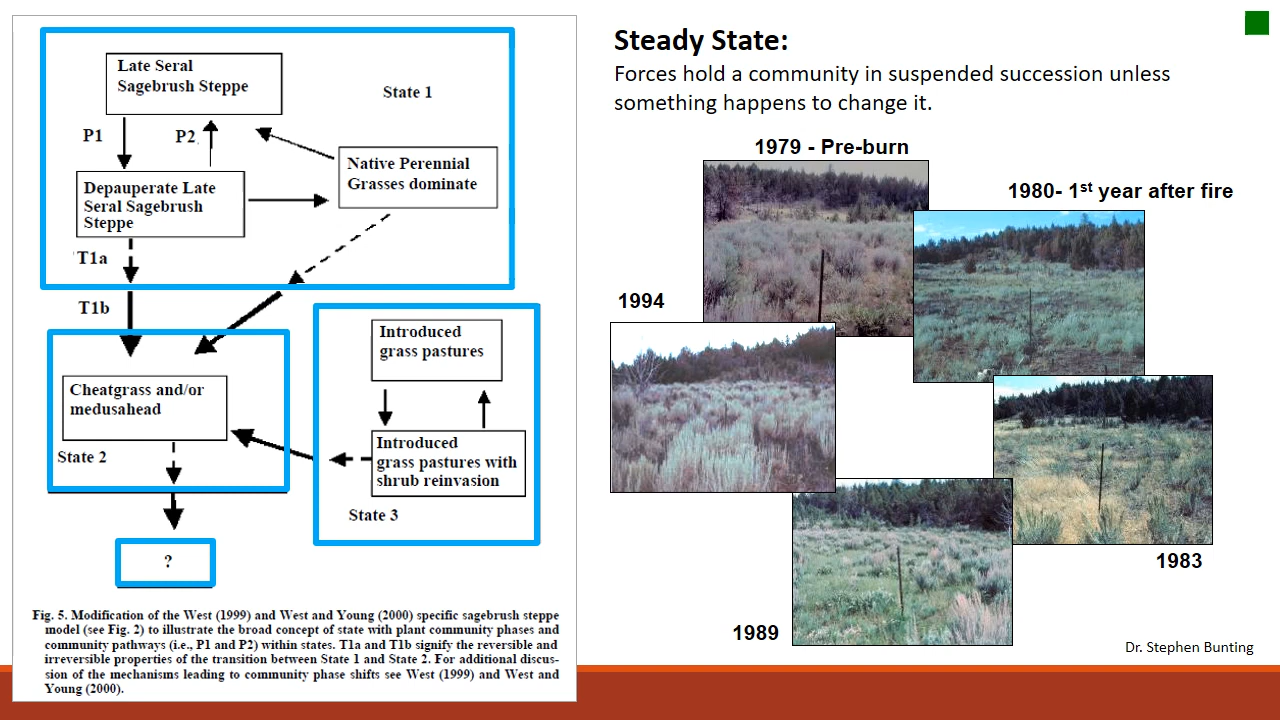 Late Seral
Sagebrush Steppe
State 1
P1
P2
Native Perennial
Grasses dominate
Depauperate Late
Seral Sagebrush
Steppe
T1a
T1b
Introduced
grass pastures
Cheatgrass and/or
medusahead
State 2
Introduced
grass pastures with
shrub reinvasion
State 3
?
Fig. 5. Modification of the West (1999) and West and Young (2000) specific sagebrush steppe
model (see Fig. 2) to illustrate the broad concept of state with plant community phases and
community pathways (i.e., P1 and P2) within states. T1a and T1b signify the reversible and
irreversible properties of the transition between State 1 and State 2. For additional discus-
sion of the mechanisms leading to community phase shifts see West (1999) and West and
Young (2000).
Steady State:
Forces hold a community in suspended succession unless
something happens to change it.
1979 - Pre-burn
1980- 1st year after fire
1994
1983
1989
Dr. Stephen Bunting